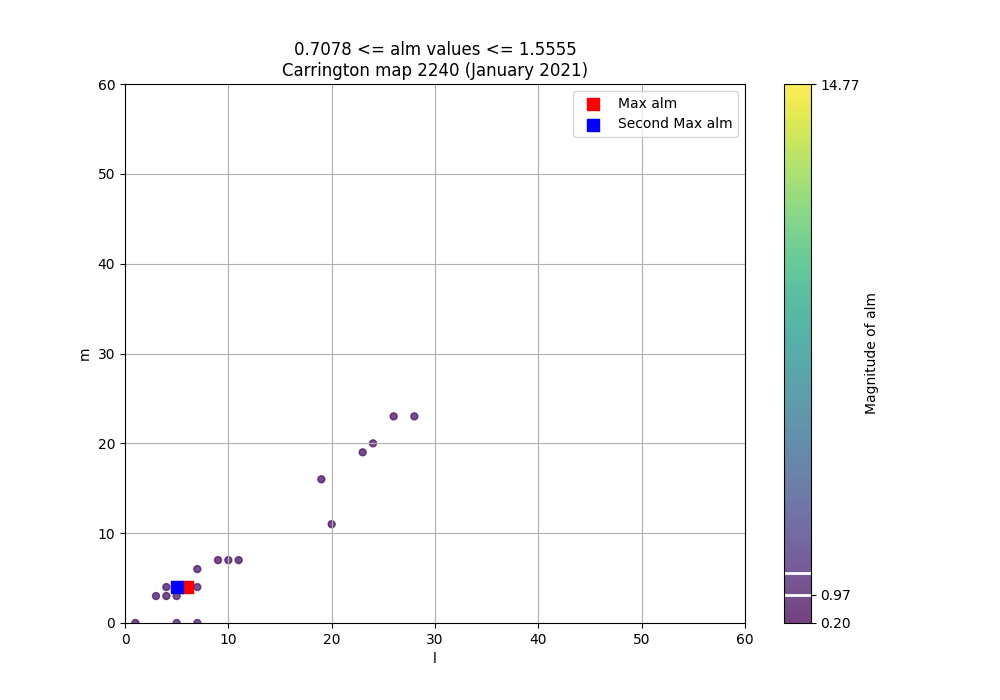 0.7078 <= alm values <= 1.5555
Carrington map 2240 (January 2021)
Max alm
Second Max alm
60
50
40
30
20
10
0
m
0 10 20 30 40 50 60
l
14.77
0.97
0.20
Magnitude of alm